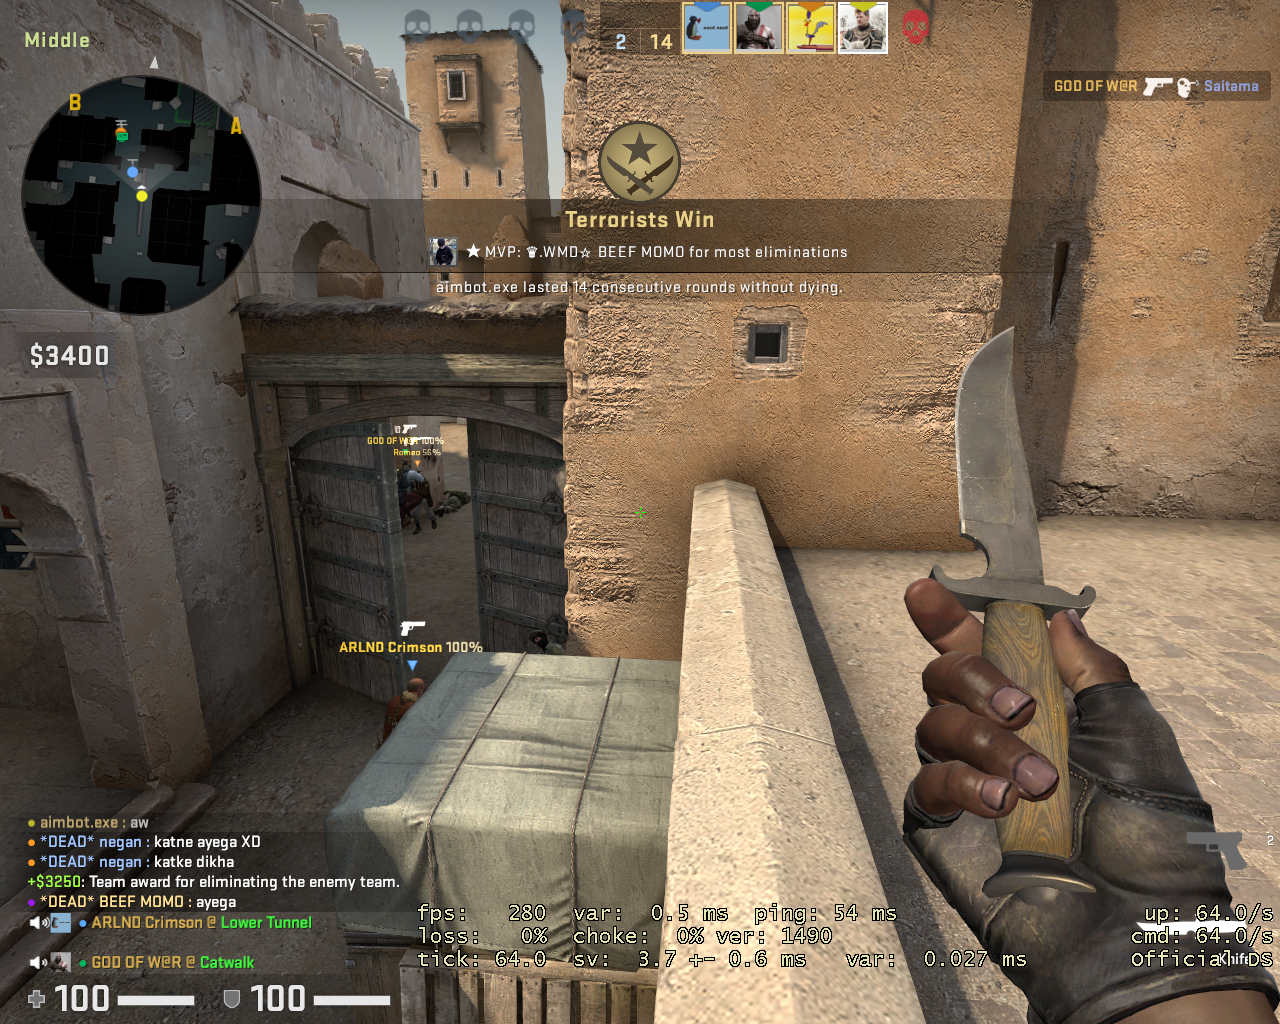 Middle
2 14
GOD OF W@R Saitama
B
A
Terrorists Win
MVP: ♛.WMD☆ BEEF MOMO for most eliminations
aimbot.exe lasted 14 consecutive rounds without dying.
$3400
GOD OF W@R 100%
Romeo 56%
ARLND Crimson 100%
aimbot.exe : aw
*DEAD* negan : katne ayega XD
*DEAD* negan : katke dikha
+$3250: Team award for eliminating the enemy team.
*DEAD* BEEF MOMO : ayega
ARLND Crimson @ Lower Tunnel
GOD OF W@R @ Catwalk
100 100
2
fps: 280 var: 0.5 ms ping: 54 ms
loss: 0% choke: 0% ver: 1490
tick: 64.0 sv: 3.7 +- 0.6 ms var: 0.027 ms
up: 64.0/s
cmd: 64.0/s
Official DS
Knife